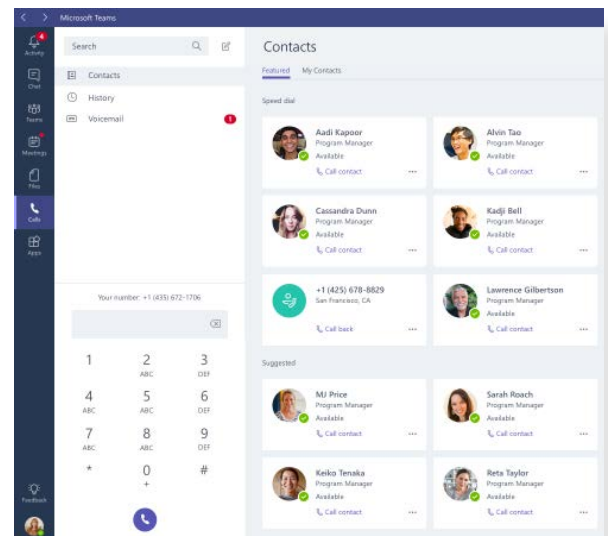 Microsoft Teams
4
Activity
Chat
Teams
Meetings
Files
Calls
Apps
Feedback
Search
Contacts
History
Voicemail
1
Your number: +1 (435) 672-1706
1
2
3
ABC
DEF
4
5
6
ABC
ABC
DEF
7
8
9
ABC
ABC
DEF
*
0
#
+
Contacts
Featured
My Contacts
Speed dial
Aadi Kapoor
Program Manager
Available
Call contact
...
Alvin Tao
Program Manager
Available
Call contact
...
Cassandra Dunn
Program Manager
Available
Call contact
...
Kadji Bell
Program Manager
Available
Call contact
...
+1 (425) 678-8829
San Francisco, CA
Call back
...
Lawrence Gilbertson
Program Manager
Available
Call contact
...
Suggested
MJ Price
Program Manager
Available
Call contact
...
Sarah Roach
Program Manager
Available
Call contact
...
Keiko Tenaka
Program Manager
Available
Call contact
...
Reta Taylor
Program Manager
Available
Call contact
...